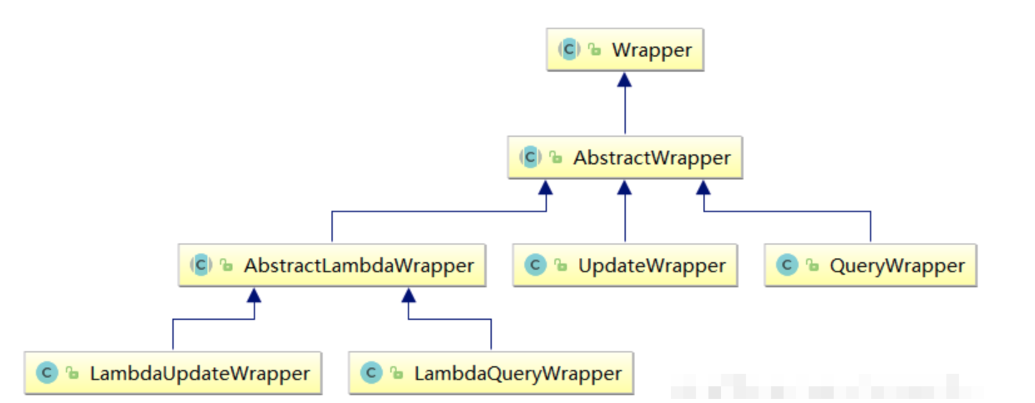 Wrapper
AbstractWrapper
AbstractLambdaWrapper
UpdateWrapper
QueryWrapper
LambdaUpdateWrapper
LambdaQueryWrapper